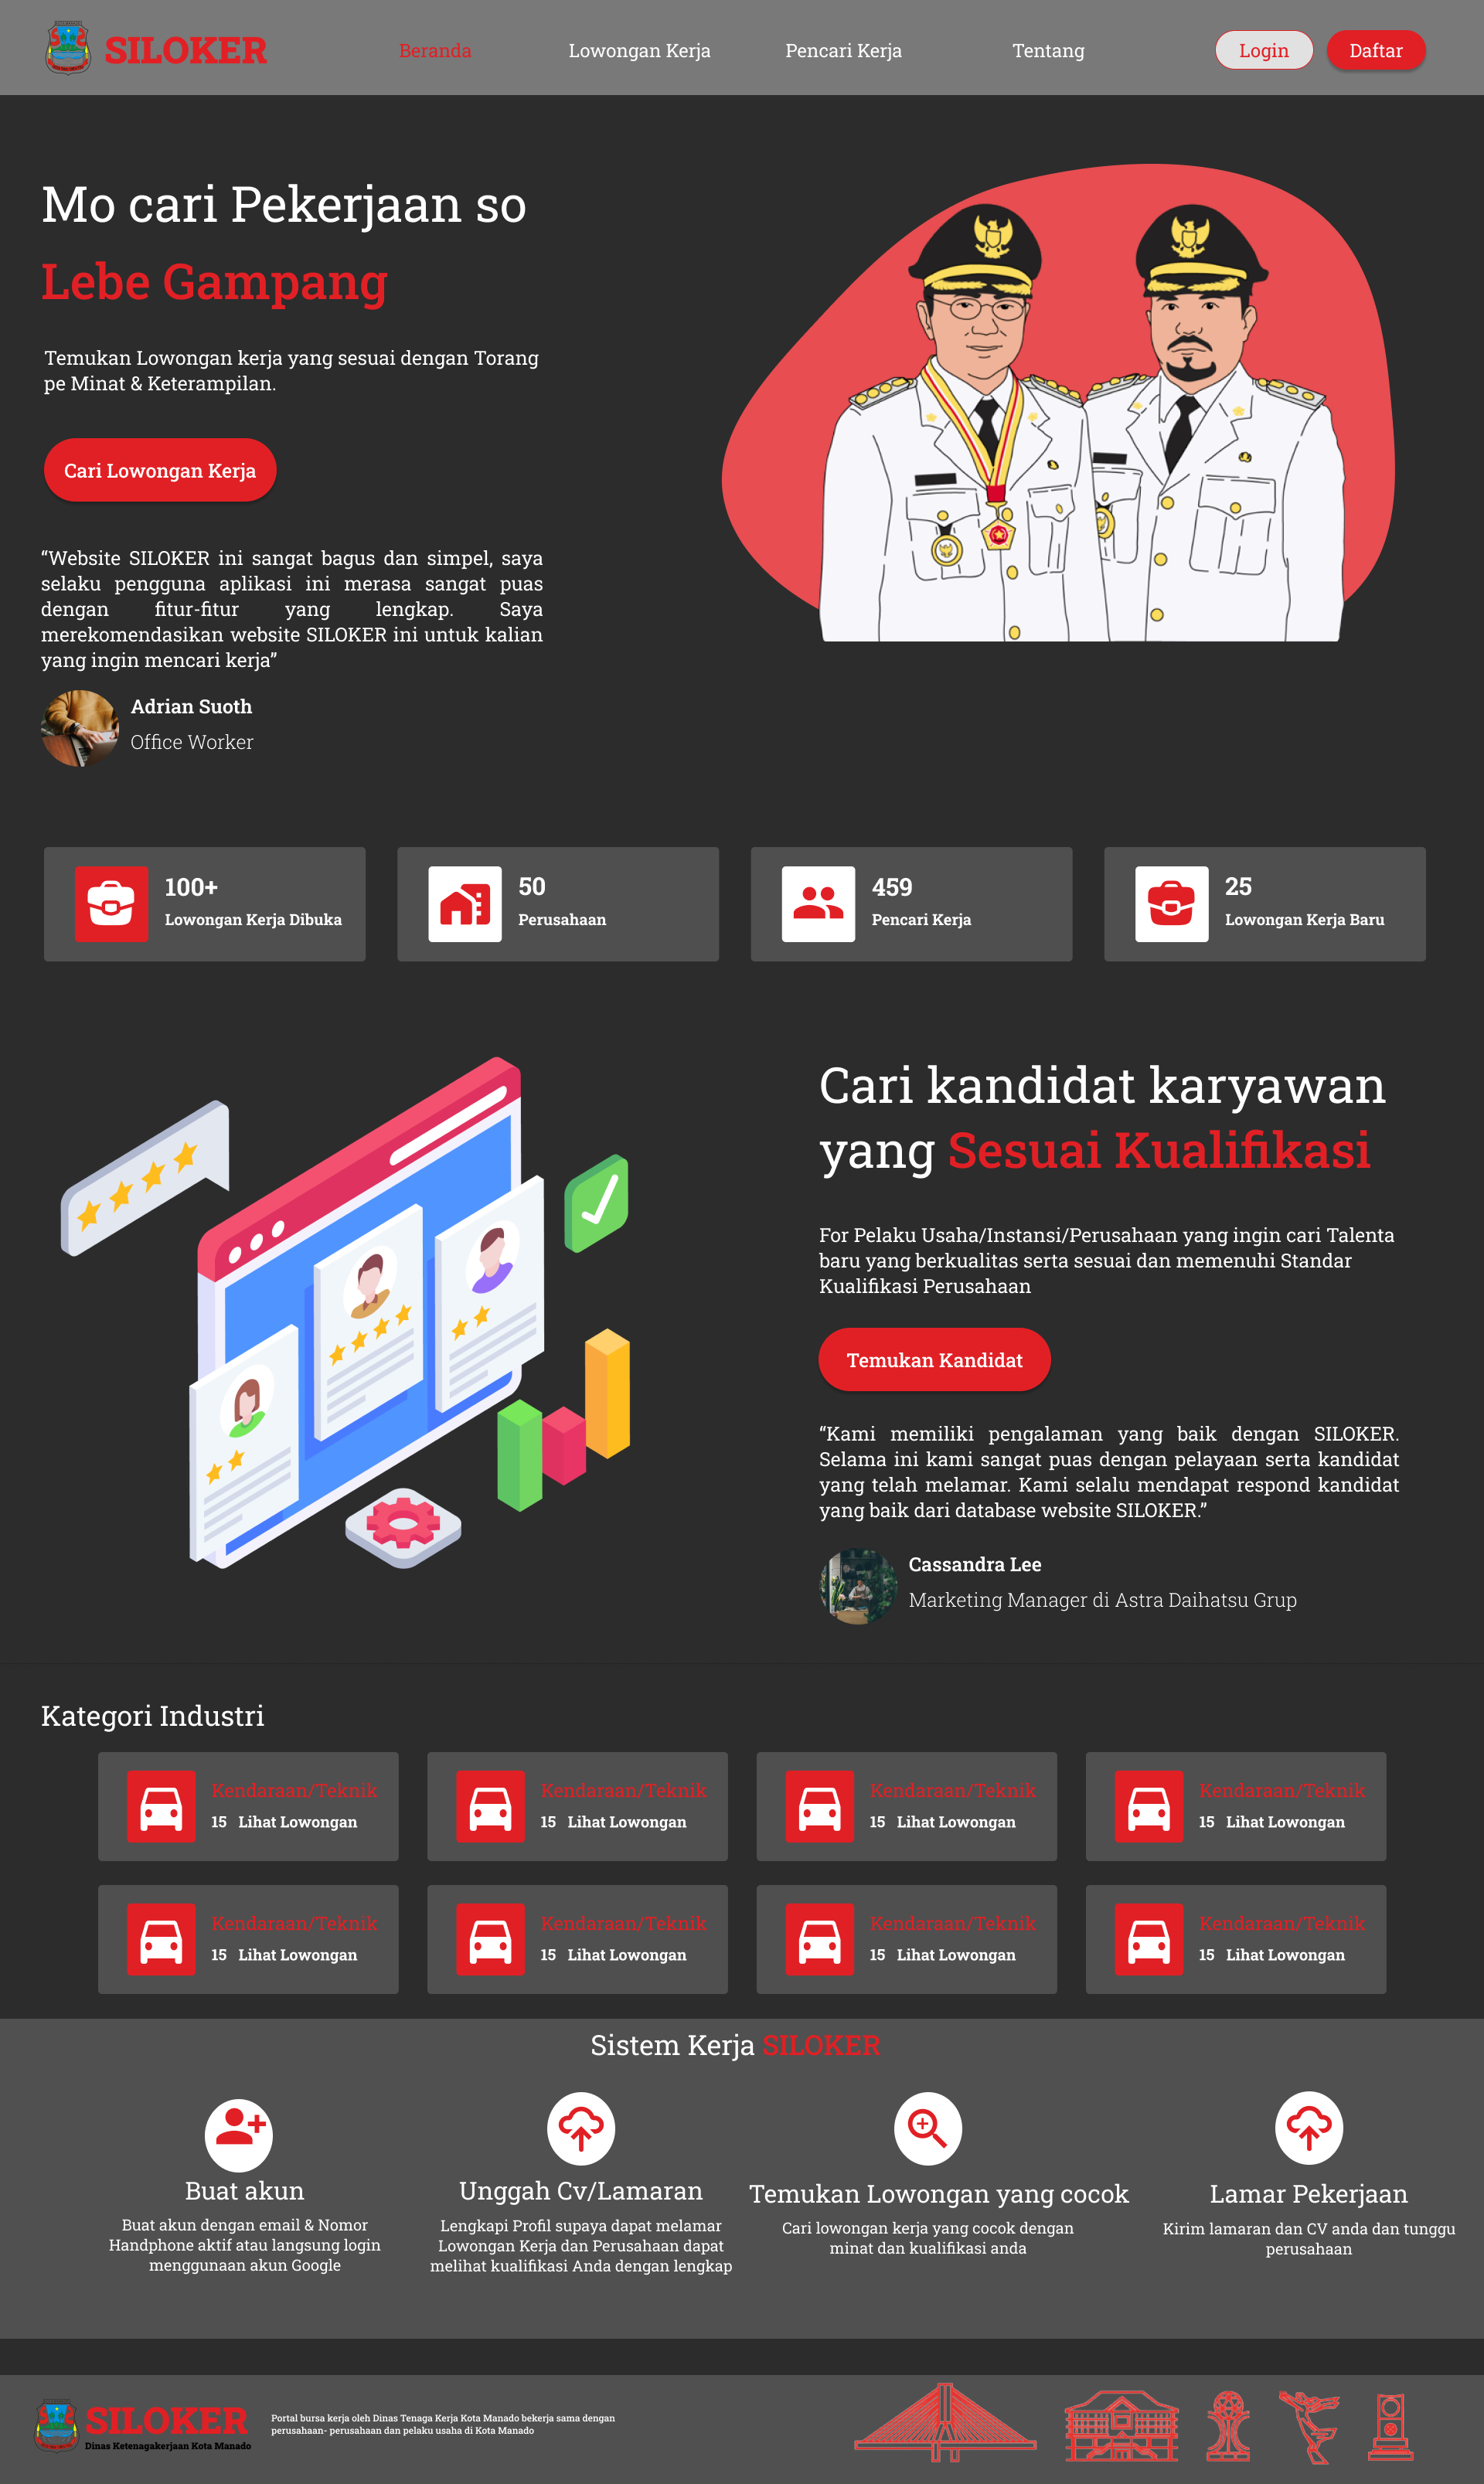 SILOKER
Beranda
Lowongan Kerja
Pencari Kerja
Tentang
Login
Daftar
Mo cari Pekerjaan so
Lebe Gampang
Temukan Lowongan kerja yang sesuai dengan Torang
pe Minat & Keterampilan.
Cari Lowongan Kerja
“Website SILOKER ini sangat bagus dan simpel, saya
selaku pengguna aplikasi ini merasa sangat puas
dengan fitur-fitur yang lengkap. Saya
merekomendasikan website SILOKER ini untuk kalian
yang ingin mencari kerja”
Adrian Suoth
Office Worker
100+
Lowongan Kerja Dibuka
50
Perusahaan
459
Pencari Kerja
25
Lowongan Kerja Baru
Cari kandidat karyawan
yang Sesuai Kualifikasi
For Pelaku Usaha/Instansi/Perusahaan yang ingin cari Talenta
baru yang berkualitas serta sesuai dan memenuhi Standar
Kualifikasi Perusahaan
Temukan Kandidat
“Kami memiliki pengalaman yang baik dengan SILOKER.
Selama ini kami sangat puas dengan pelayaan serta kandidat
yang telah melamar. Kami selalu mendapat respond kandidat
yang baik dari database website SILOKER.”
Cassandra Lee
Marketing Manager di Astra Daihatsu Grup
Kategori Industri
Kendaraan/Teknik
15 Lihat Lowongan
Kendaraan/Teknik
15 Lihat Lowongan
Kendaraan/Teknik
15 Lihat Lowongan
Kendaraan/Teknik
15 Lihat Lowongan
Kendaraan/Teknik
15 Lihat Lowongan
Kendaraan/Teknik
15 Lihat Lowongan
Kendaraan/Teknik
15 Lihat Lowongan
Kendaraan/Teknik
15 Lihat Lowongan
Sistem Kerja SILOKER
Buat akun
Buat akun dengan email & Nomor
Handphone aktif atau langsung login
menggunaan akun Google
Unggah Cv/Lamaran
Lengkapi Profil supaya dapat melamar
Lowongan Kerja dan Perusahaan dapat
melihat kualifikasi Anda dengan lengkap
Temukan Lowongan yang cocok
Cari lowongan kerja yang cocok dengan
minat dan kualifikasi anda
Lamar Pekerjaan
Kirim lamaran dan CV anda dan tunggu
perusahaan
SILOKER
Dinas Ketenagakerjaan Kota Manado
Portal bursa kerja oleh Dinas Tenaga Kerja Kota Manado bekerja sama dengan
perusahaan- perusahaan dan pelaku usaha di Kota Manado